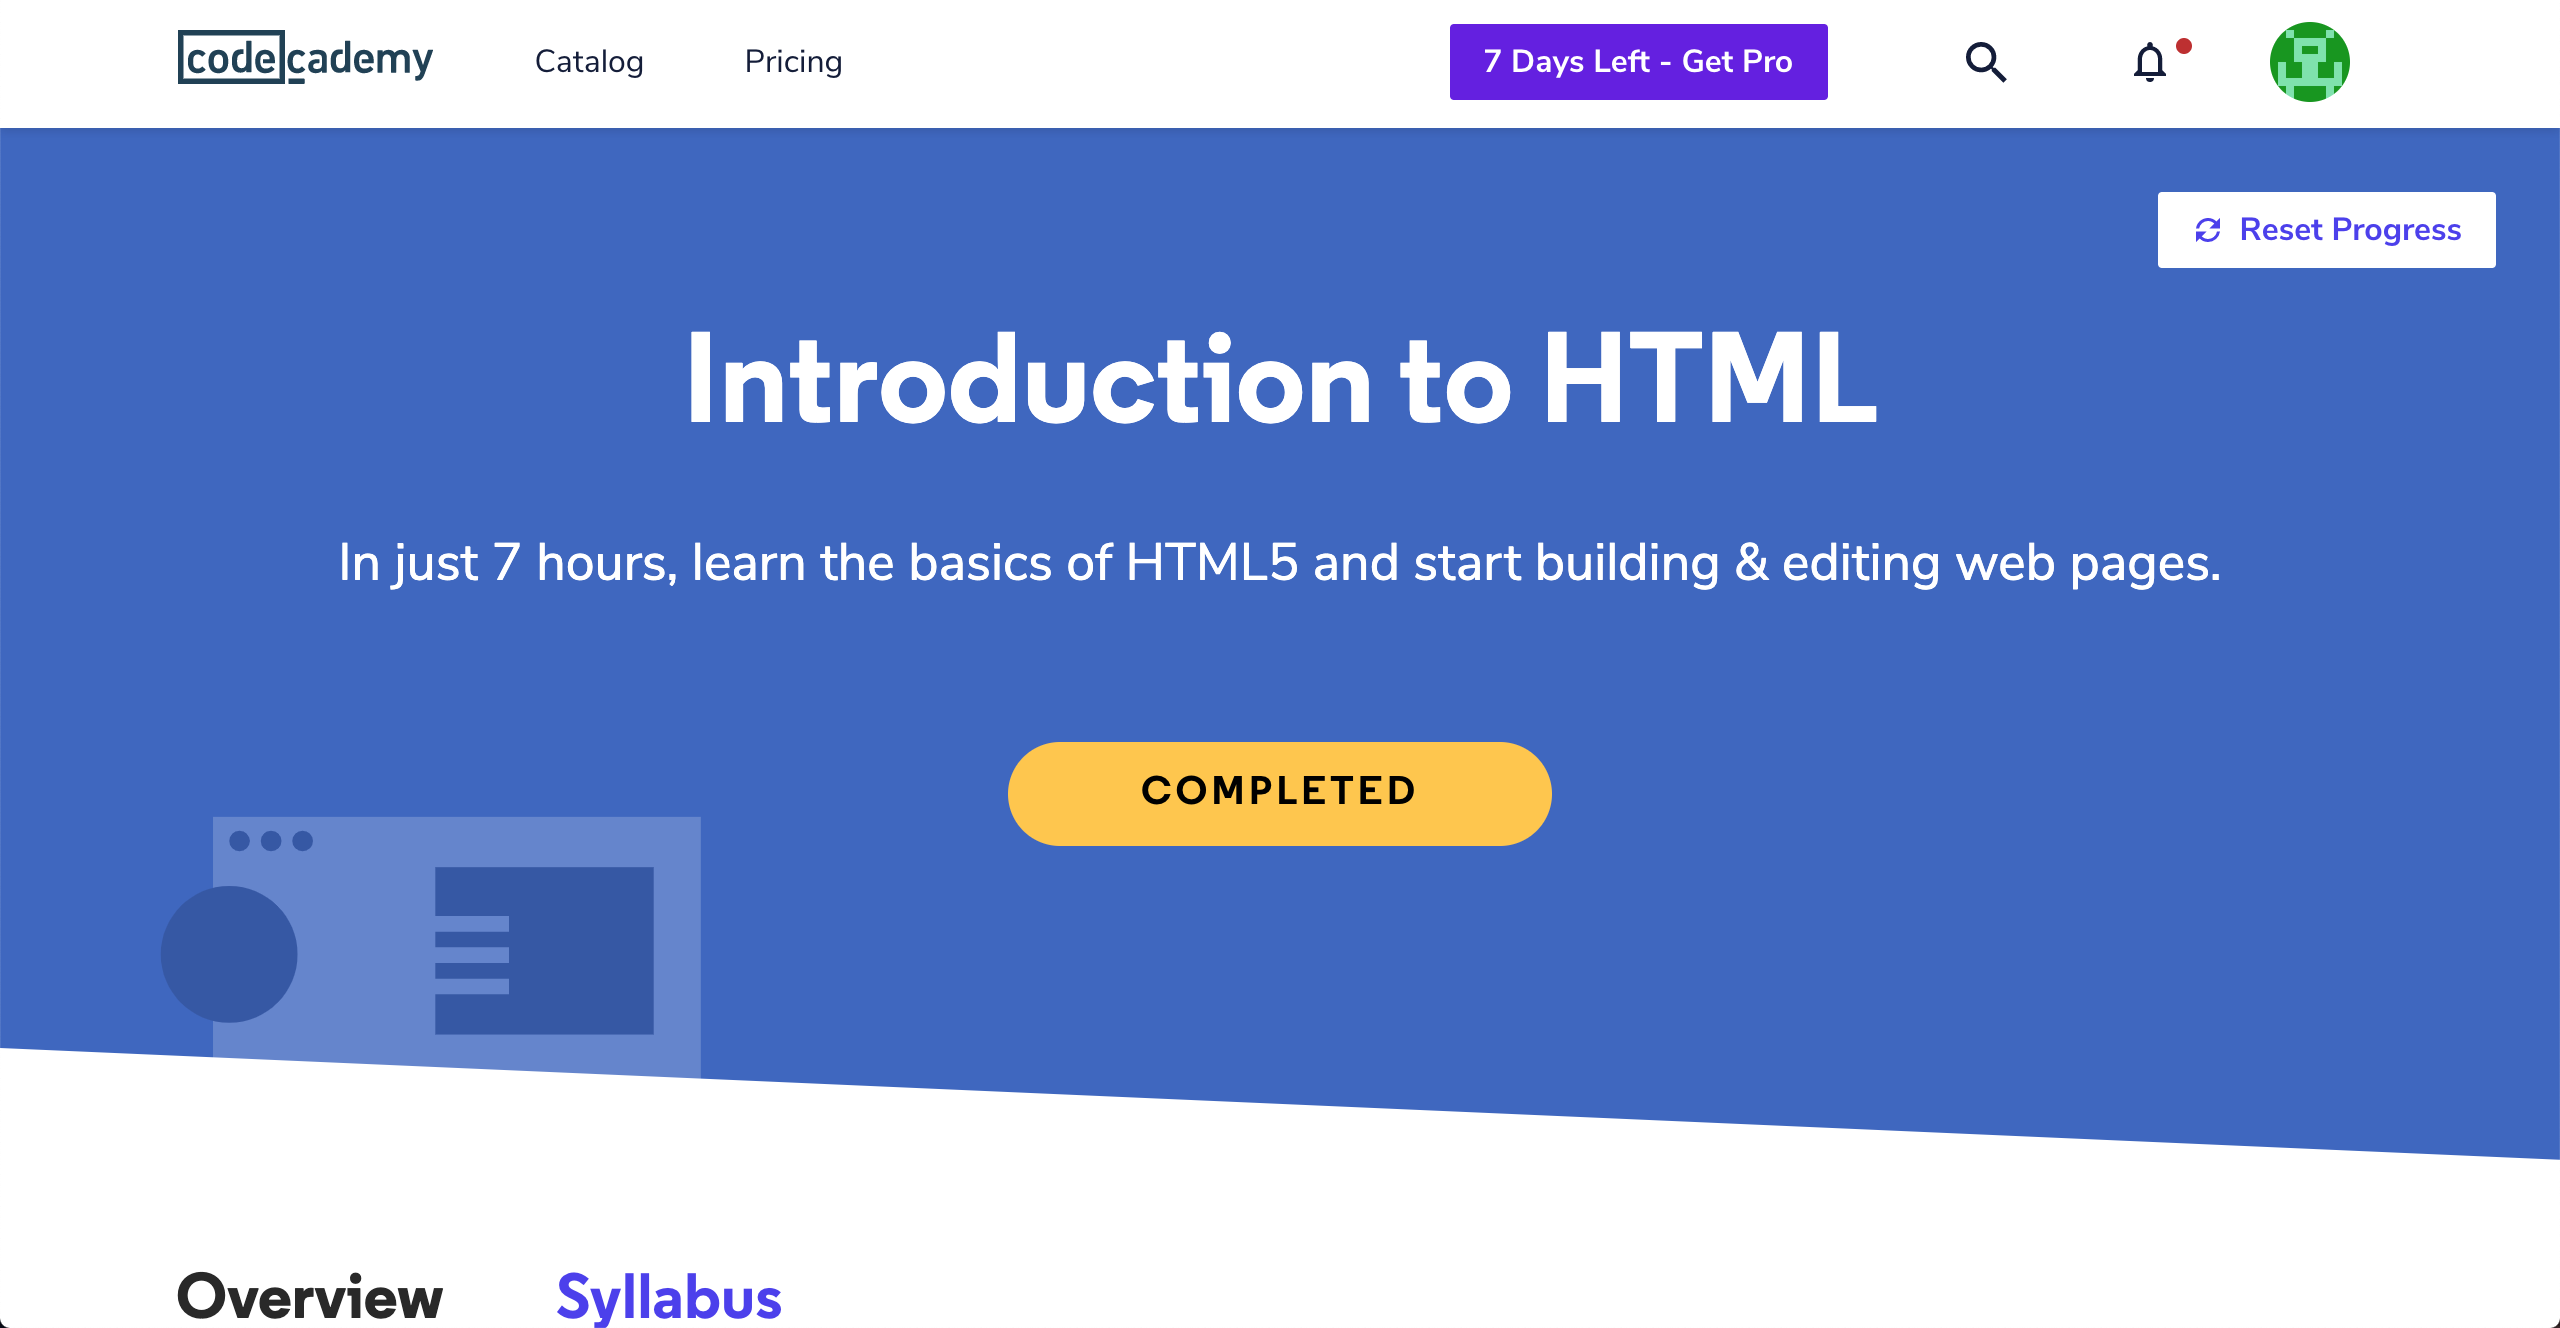 codecademy
Catalog
Pricing
7 Days Left - Get Pro
Reset Progress
Introduction to HTML
In just 7 hours, learn the basics of HTML5 and start building & editing web pages.
COMPLETED
Overview
Syllabus